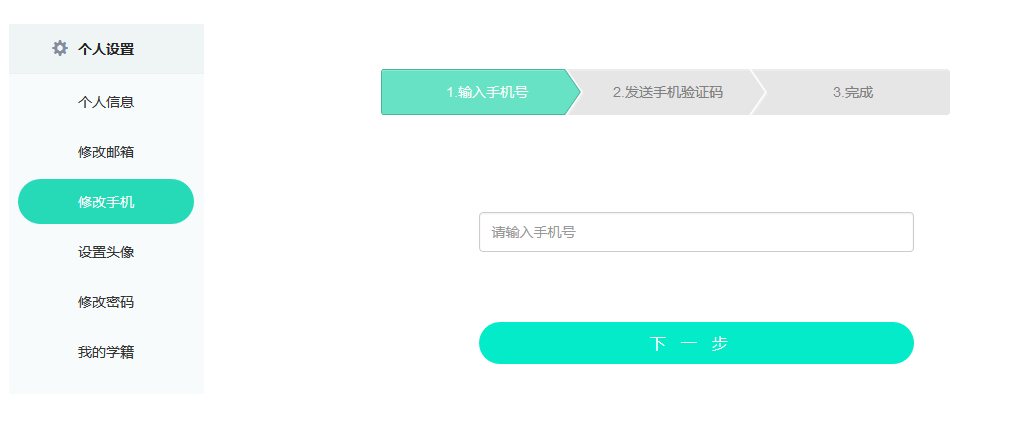 个人设置
个人信息
修改邮箱
修改手机
设置头像
修改密码
我的学籍
1.输入手机号 2.发送手机验证码 3.完成
请输入手机号
下一步